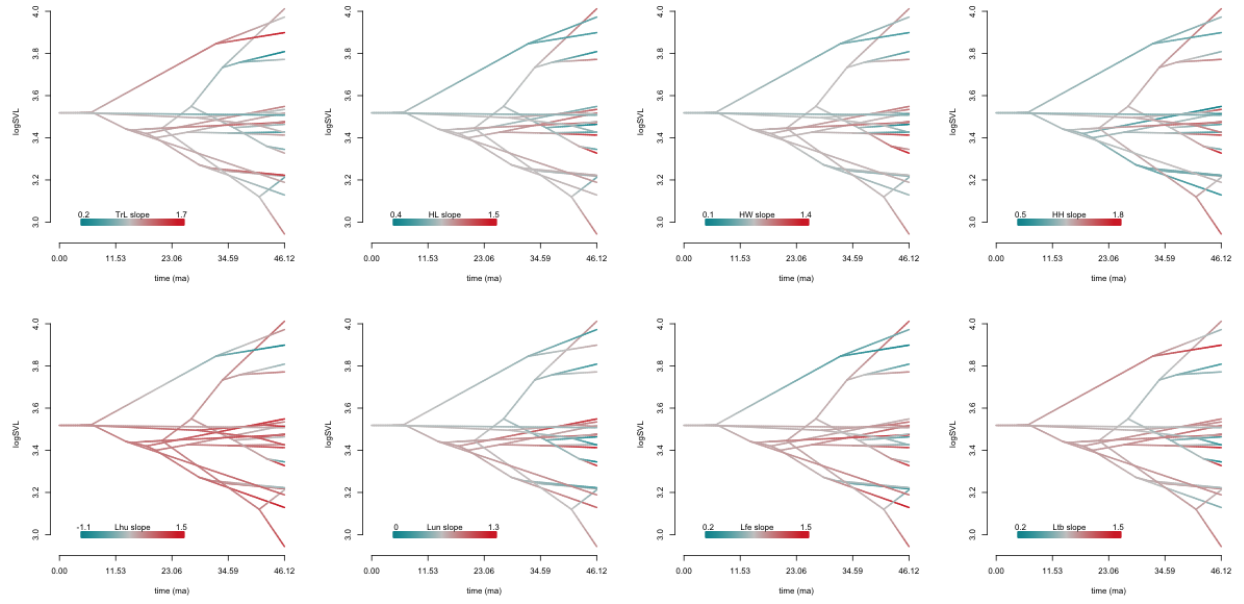 4.0
3.8
3.6
3.4
3.2
3.0
logSVL
0.2 TrL slope 1.7
0.00 11.53 23.06 34.59 46.12
time (ma)
4.0
3.8
3.6
3.4
3.2
3.0
logSVL
0.4 HL slope 1.5
0.00 11.53 23.06 34.59 46.12
time (ma)
4.0
3.8
3.6
3.4
3.2
3.0
logSVL
0.1 HW slope 1.4
0.00 11.53 23.06 34.59 46.12
time (ma)
4.0
3.8
3.6
3.4
3.2
3.0
logSVL
0.5 HH slope 1.8
0.00 11.53 23.06 34.59 46.12
time (ma)
4.0
3.8
3.6
3.4
3.2
3.0
logSVL
-1.1 Lhu slope 1.5
0.00 11.53 23.06 34.59 46.12
time (ma)
4.0
3.8
3.6
3.4
3.2
3.0
logSVL
0 Lun slope 1.3
0.00 11.53 23.06 34.59 46.12
time (ma)
4.0
3.8
3.6
3.4
3.2
3.0
logSVL
0.2 Lfe slope 1.5
0.00 11.53 23.06 34.59 46.12
time (ma)
4.0
3.8
3.6
3.4
3.2
3.0
logSVL
0.2 Ltb slope 1.5
0.00 11.53 23.06 34.59 46.12
time (ma)